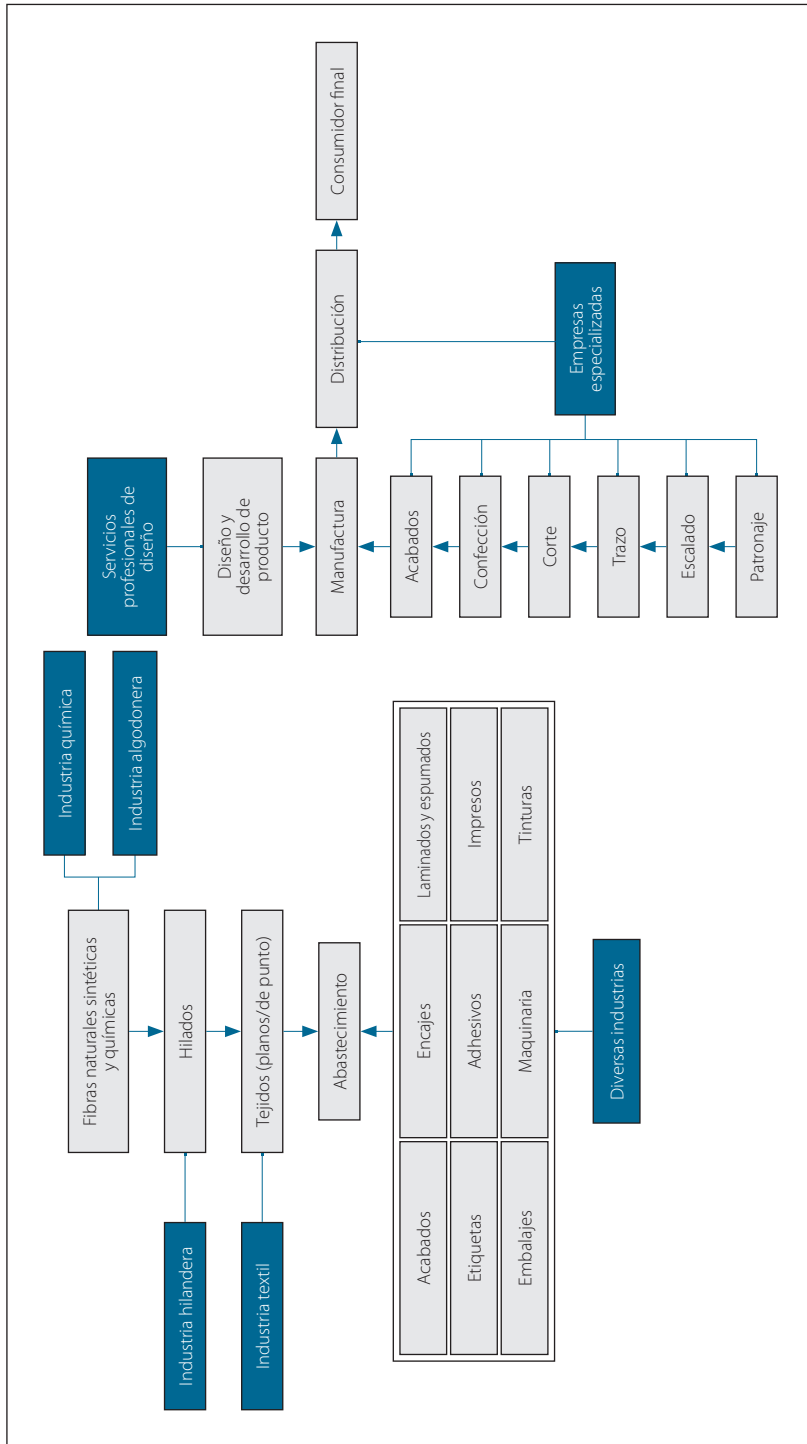 Industria química
Industria algodonera
Fibras naturales sintéticas
y químicas
Industria hilandera
Hilados
Industria textil
Tejidos (planos/de punto)
Abastecimiento
Acabados
Encajes
Laminados y espumados
Etiquetas
Adhesivos
Impresos
Embalajes
Maquinaria
Tinturas
Diversas industrias
Servicios
profesionales de
diseño
Diseño y
desarrollo de
producto
Manufactura
Distribución
Consumidor final
Acabados
Confección
Corte
Trazo
Escalado
Patronaje
Empresas
especializadas